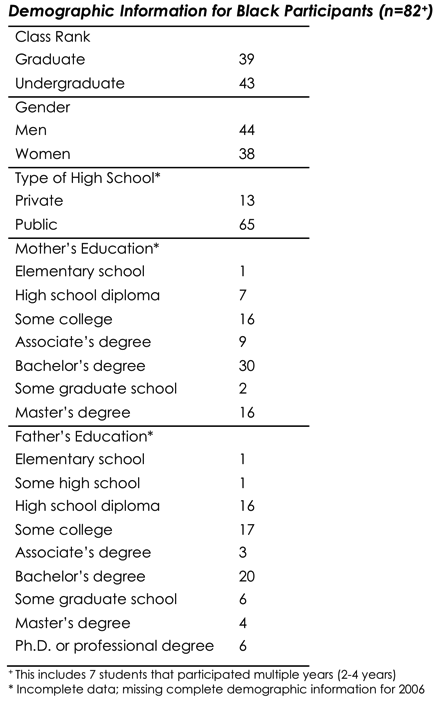 Demographic Information for Black Participants (n=82⁺)
Class Rank
Graduate 39
Undergraduate 43
Gender
Men 44
Women 38
Type of High School*
Private 13
Public 65
Mother's Education*
Elementary school 1
High school diploma 7
Some college 16
Associate's degree 9
Bachelor's degree 30
Some graduate school 2
Master's degree 16
Father's Education*
Elementary school 1
Some high school 1
High school diploma 16
Some college 17
Associate's degree 3
Bachelor's degree 20
Some graduate school 6
Master's degree 4
Ph.D. or professional degree 6
⁺ This includes 7 students that participated multiple years (2-4 years)
* Incomplete data; missing complete demographic information for 2006